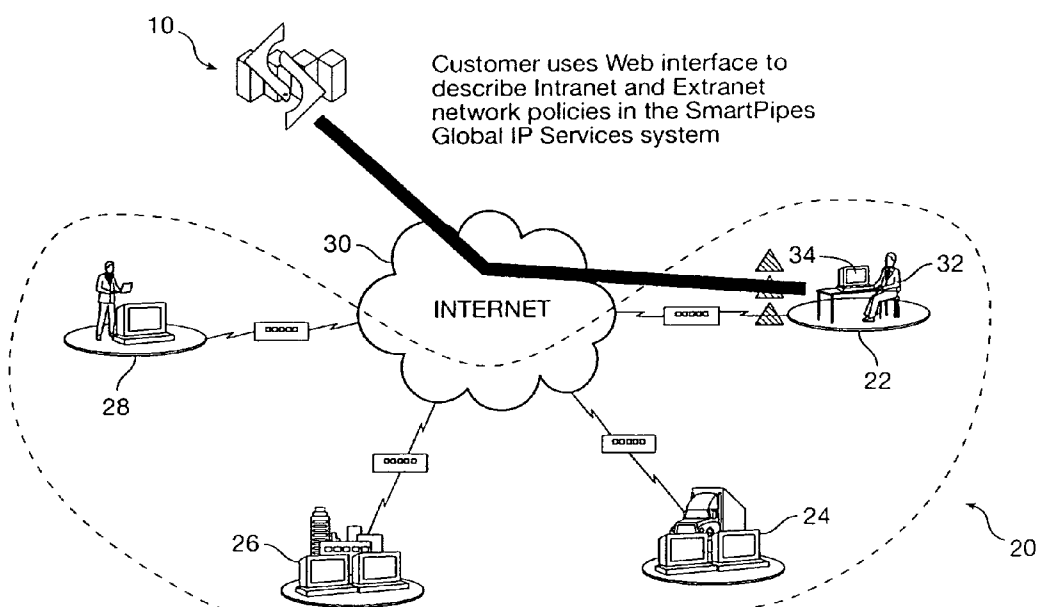 10
Customer uses Web interface to
describe Intranet and Extranet
network policies in the SmartPipes
Global IP Services system
30
34
32
INTERNET
28
22
26
24
20